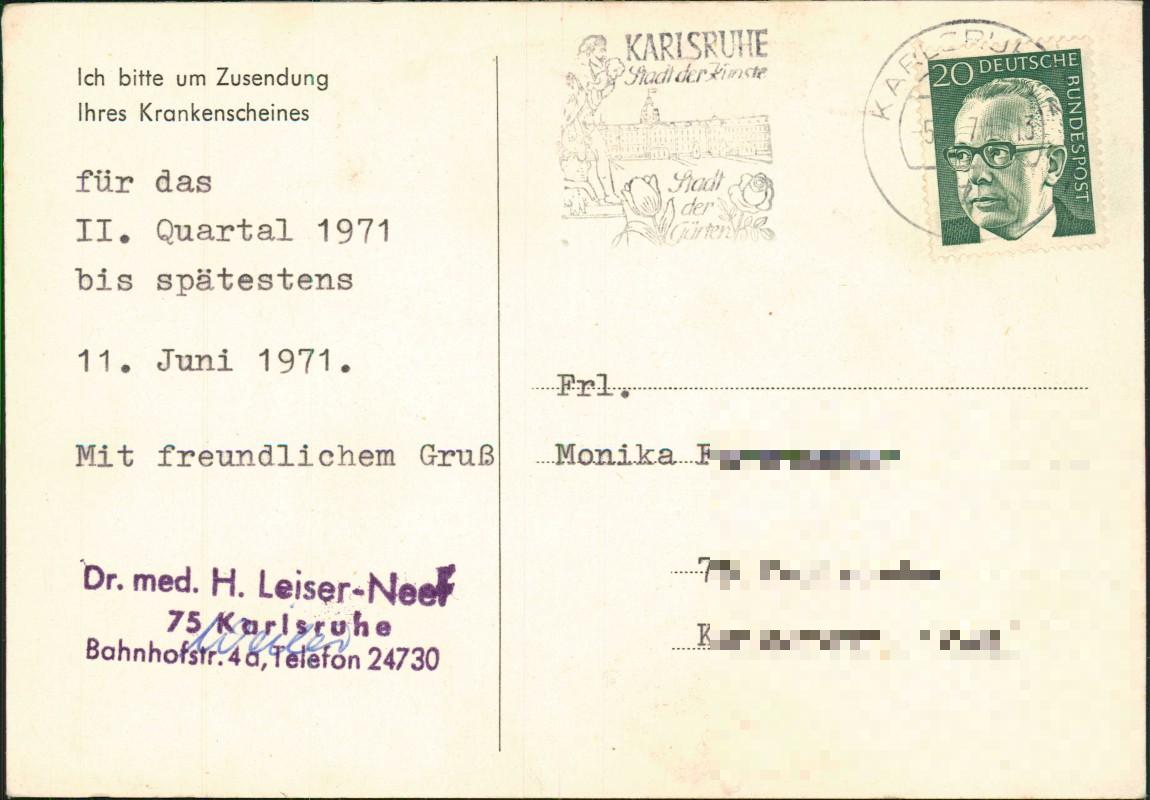 Ich bitte um Zusendung
Ihres Krankenscheines
für das
II. Quartal 1971
bis spätestens
11. Juni 1971.
Mit freundlichem Gruß
Dr. med. H. Leiser-Neef
75 Karlsruhe
Bahnhofstr. 4a, Telefon 24730
KARLSRUHE
Stadt der Künste
Stadt
der
Gärten
KARLSRUHE
20 DEUTSCHE
BUNDESPOST
Frl.
Monika